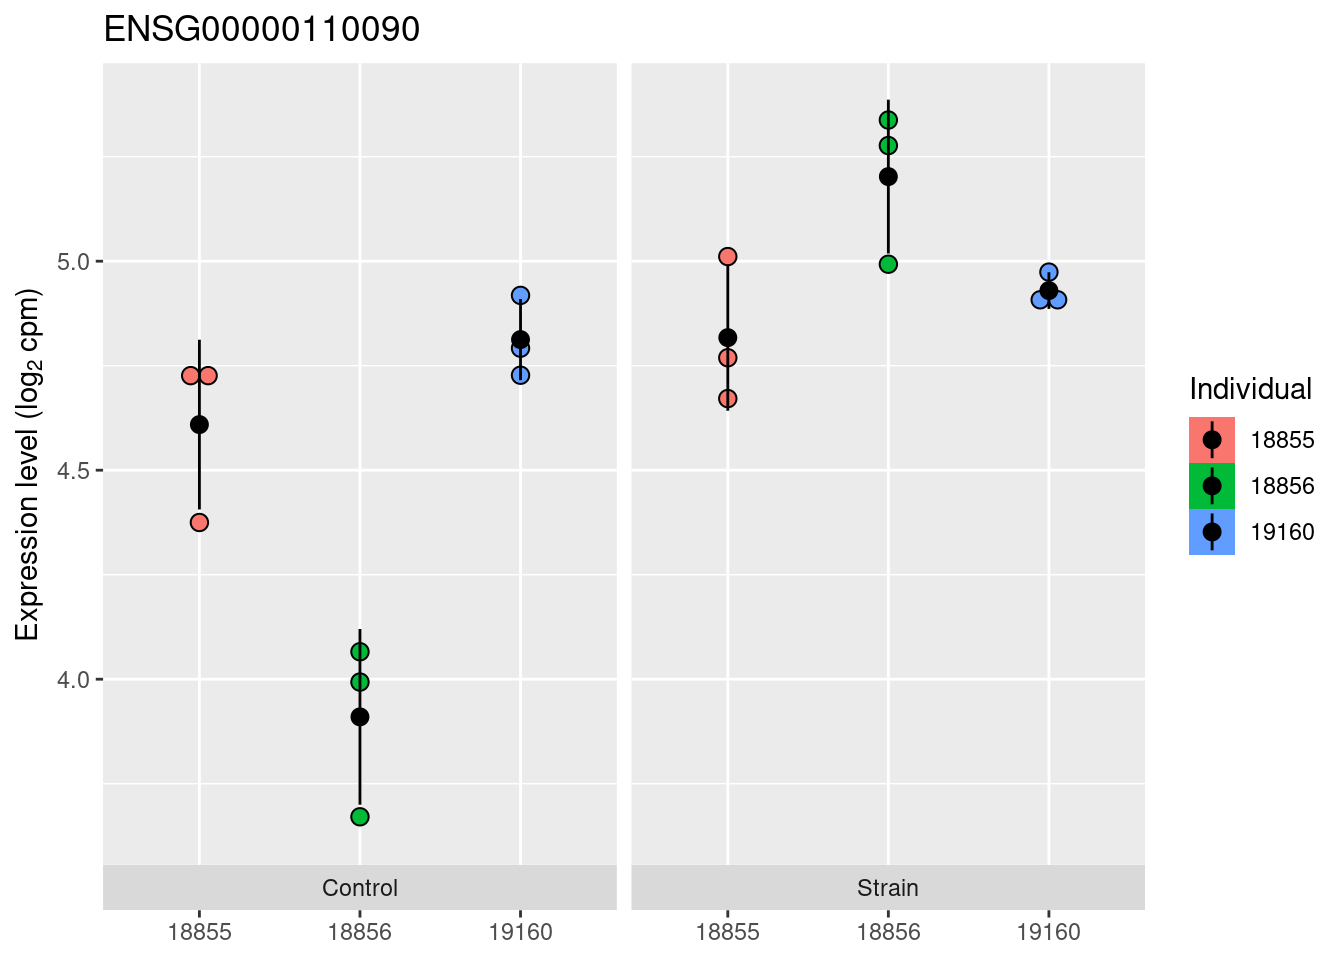 ENSG00000110090
Expression level (log2 cpm)
5.0
4.5
4.0
Control
Strain
18855
18856
19160
18855
18856
19160
Individual
18855
18856
19160